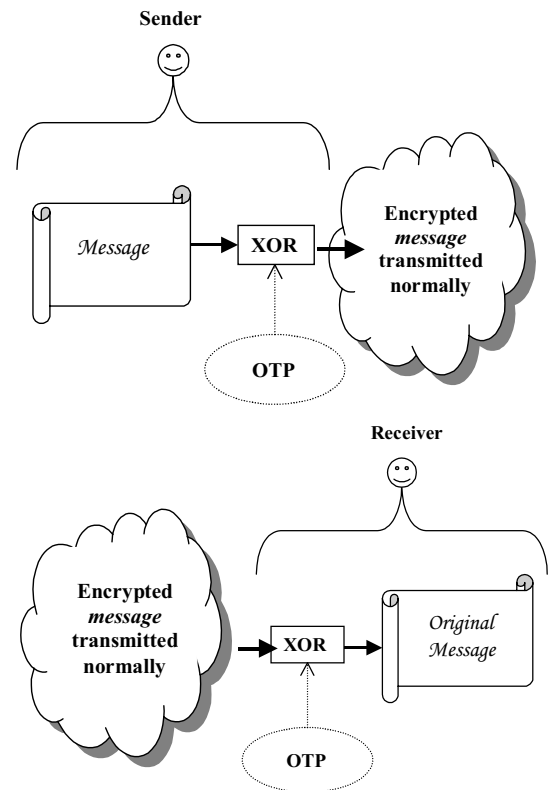 Sender
Message
XOR
Encrypted
message
transmitted
normally
OTP
Receiver
Encrypted
message
transmitted
normally
XOR
Original
Message
OTP